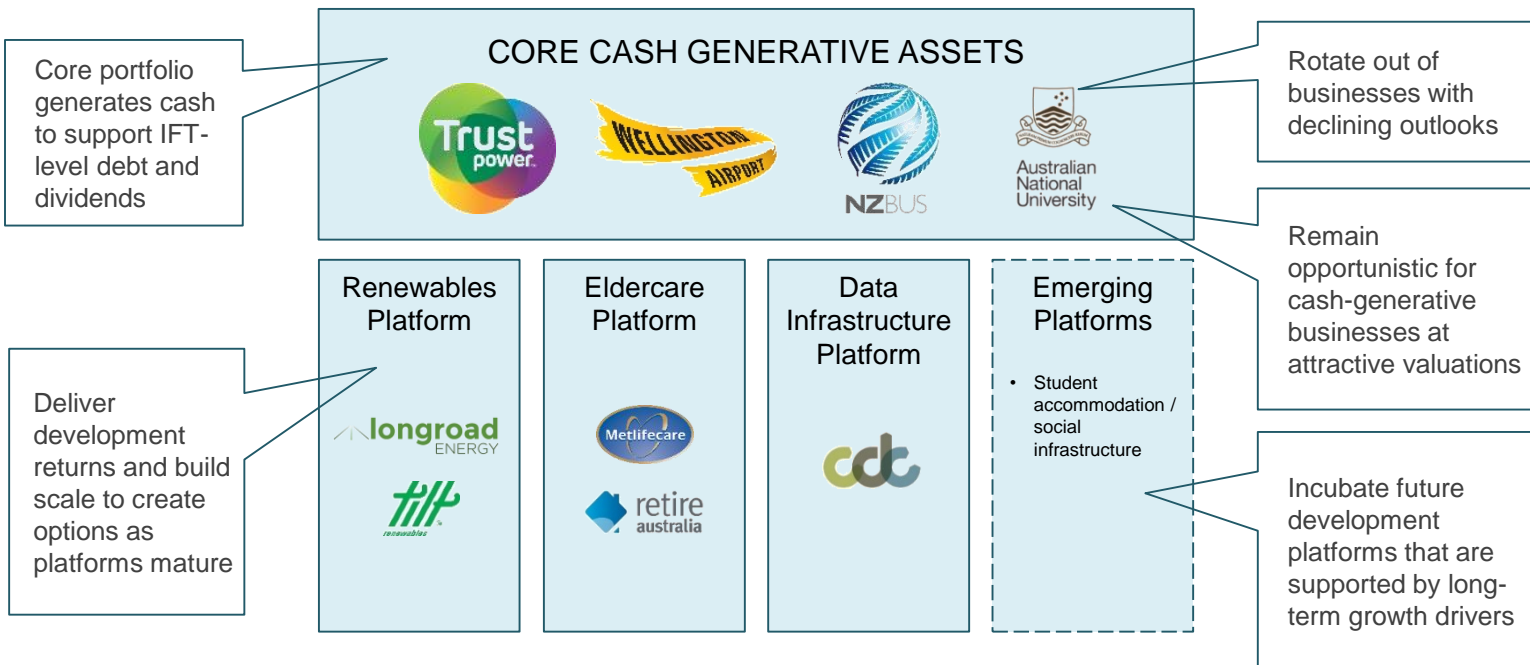 Core portfolio
generates cash
to support IFT-
level debt and
dividends
CORE CASH GENERATIVE ASSETS
Trust
power
WELLINGTON
AIRPORT
NZBUS
Australian
National
University
Rotate out of
businesses with
declining outlooks
Remain
opportunistic for
cash-generative
businesses at
attractive valuations
Deliver
development
returns and build
scale to create
options as
platforms mature
Renewables
Platform
longroad
ENERGY
tilt
renewables
Eldercare
Platform
Metlifecare
retire
australia
Data
Infrastructure
Platform
cdc
Emerging
Platforms
• Student
accommodation /
social
infrastructure
Incubate future
development
platforms that are
supported by long-
term growth drivers